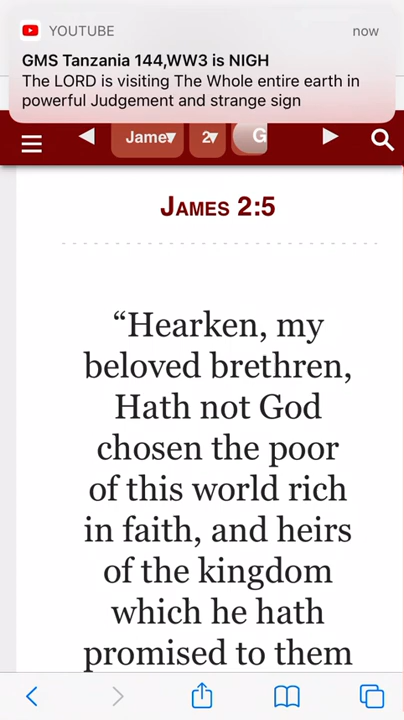 YOUTUBE now
GMS Tanzania 144,WW3 is NIGH
The LORD is visiting The Whole entire earth in
powerful Judgement and strange sign
Jame 2 G
JAMES 2:5
“Hearken, my
beloved brethren,
Hath not God
chosen the poor
of this world rich
in faith, and heirs
of the kingdom
which he hath
promised to them